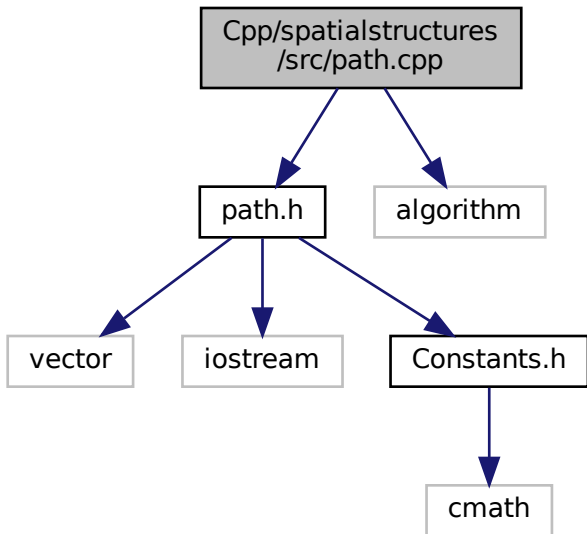 Cpp/spatialstructures
/src/path.cpp
path.h
algorithm
vector
iostream
Constants.h
cmath